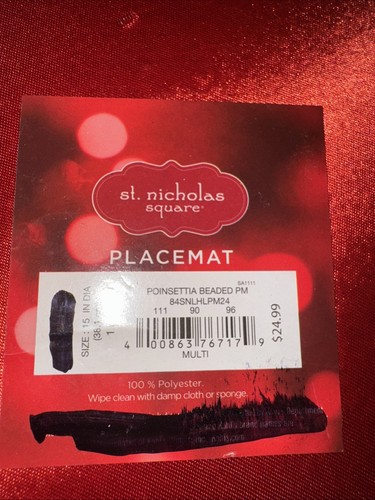 st. nicholas
square
PLACEMAT
SA1111
POINSETTIA BEADED PM
84SNLHLPM24
111 90 96
4 00863 76717 9
MULTI
$24.99
SIZE: 15 IN DIA
100 % Polyester.
Wipe clean with damp cloth or sponge.